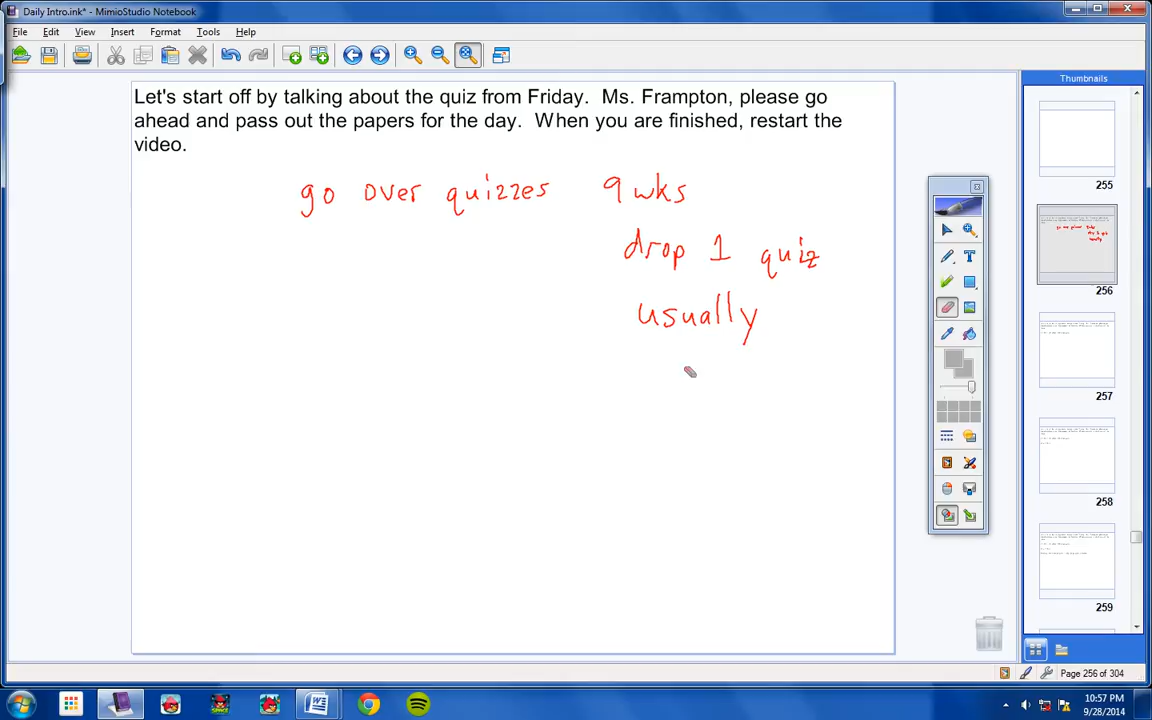 Daily Intro.ink* - MimioStudio Notebook
File Edit View Insert Format Tools Help
Let's start off by talking about the quiz from Friday. Ms. Frampton, please go
ahead and pass out the papers for the day. When you are finished, restart the
video.
go over quizzes 9wks
drop 1 quiz
usually
Thumbnails
255
256
257
258
259
Page 256 of 304
10:57 PM
9/28/2014